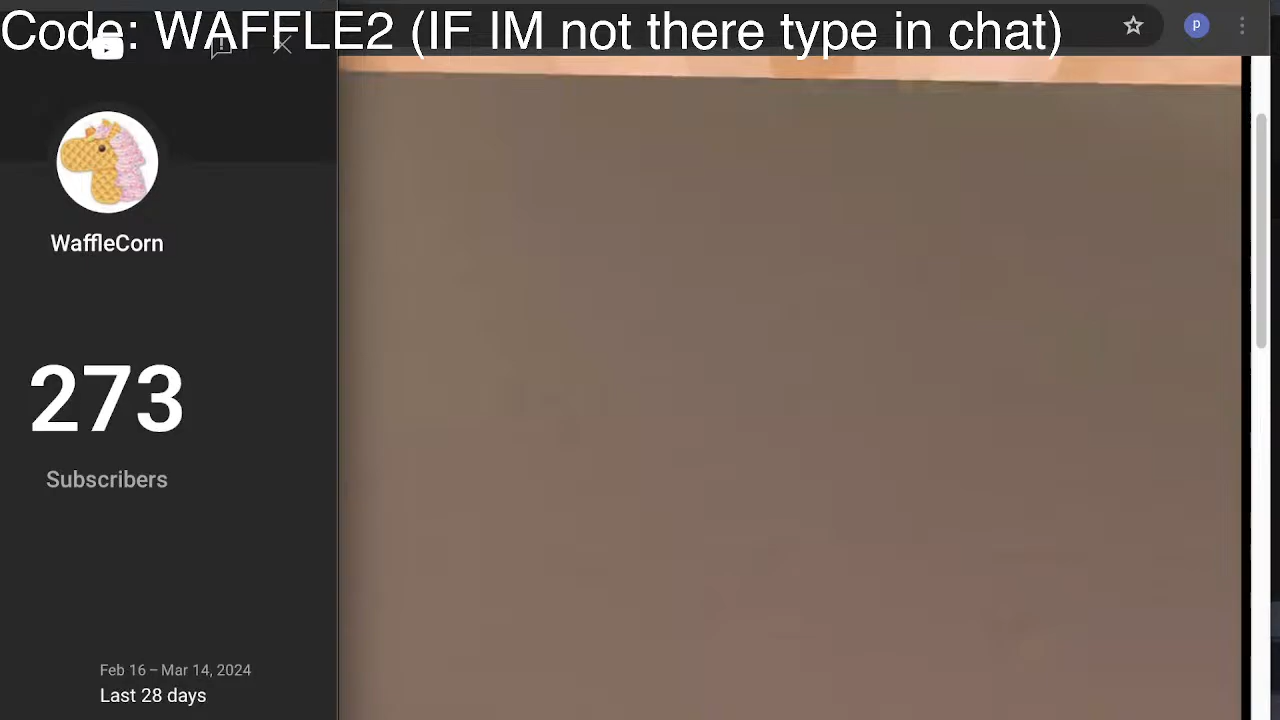 Code: WAFFLE2 (IF IM not there type in chat)
P
WaffleCorn
273
Subscribers
Feb 16 – Mar 14, 2024
Last 28 days